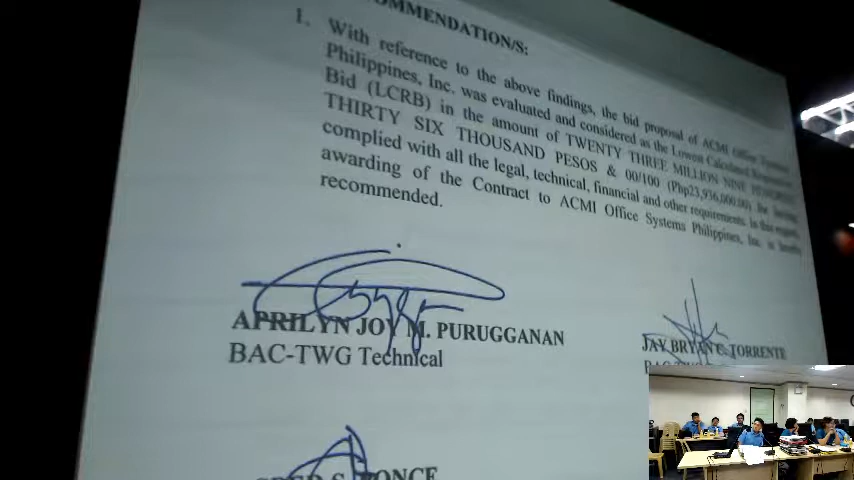 OMMENDATION/S:
1. With reference to the above findings, the bid proposal of ACMI Office
Philippines, Inc. was evaluated and considered as the Lowest Calculated
Bid (LCRB) in the amount of TWENTY THREE MILLION NINE
THIRTY SIX THOUSAND PESOS & 00/100 (Php23,936,000.00) for having
complied with all the legal, technical, financial and other requirements. In this regard,
awarding of the Contract to ACMI Office Systems Philippines, Inc. is hereby
recommended.
APRILYN JOY M. PURUGGANAN
JAY BRYAN C. TORRENTE
BAC-TWG Technical